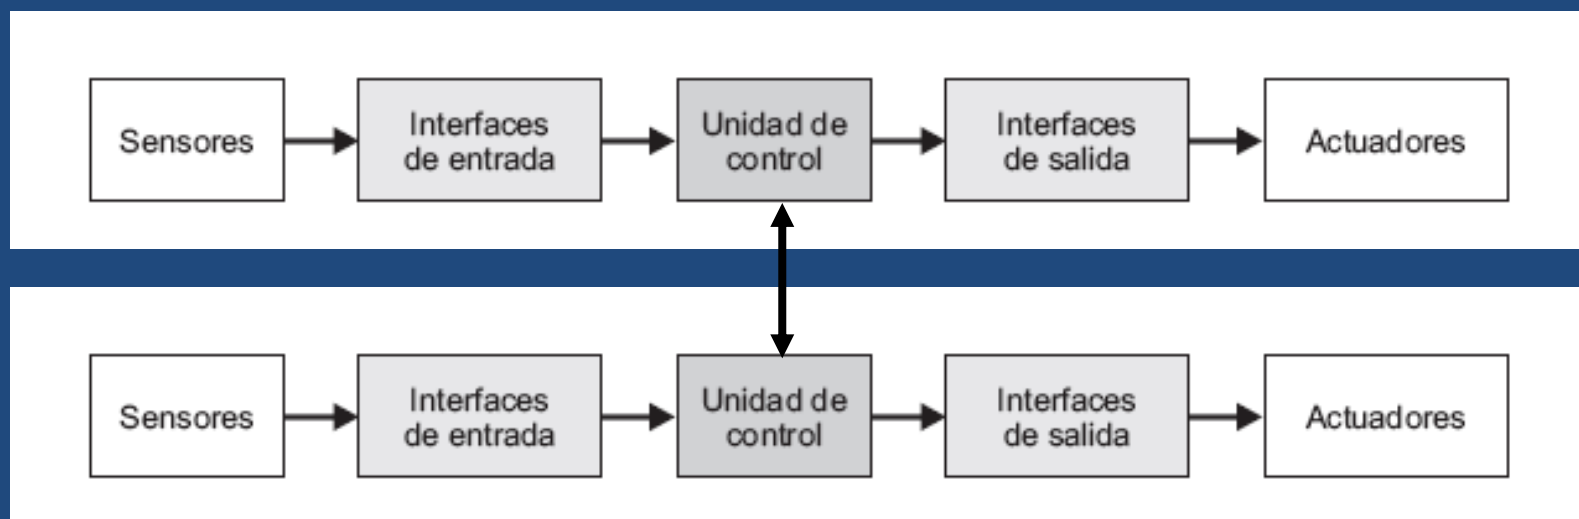 Sensores
Interfaces
de entrada
Unidad de
control
Interfaces
de salida
Actuadores
Sensores
Interfaces
de entrada
Unidad de
control
Interfaces
de salida
Actuadores